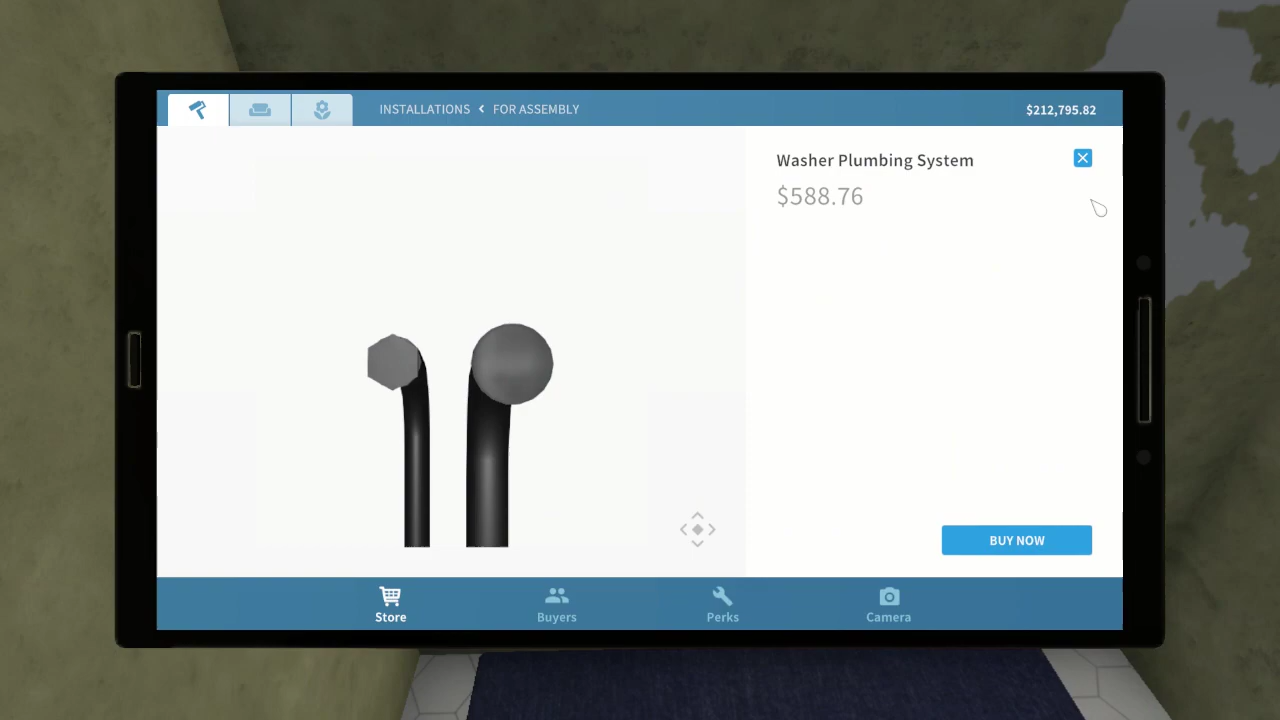 INSTALLATIONS < FOR ASSEMBLY
$212,795.82
Washer Plumbing System
$588.76
BUY NOW
Store
Buyers
Perks
Camera